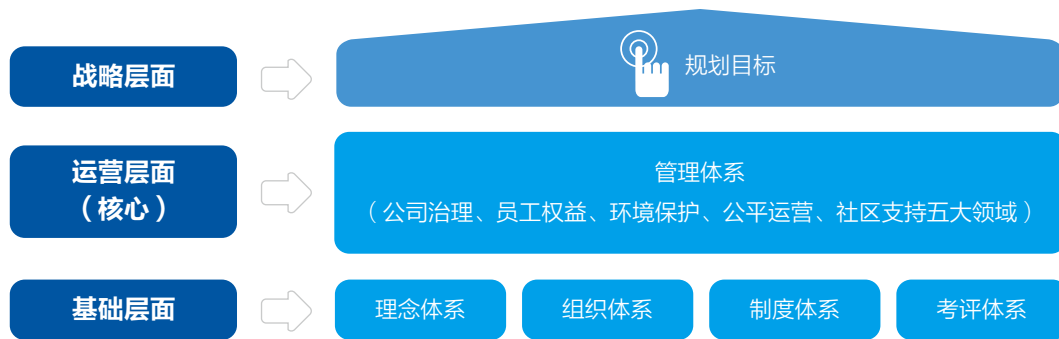 战略层面
规划目标
运营层面
（核心）
管理体系
（公司治理、员工权益、环境保护、公平运营、社区支持五大领域）
基础层面
理念体系
组织体系
制度体系
考评体系